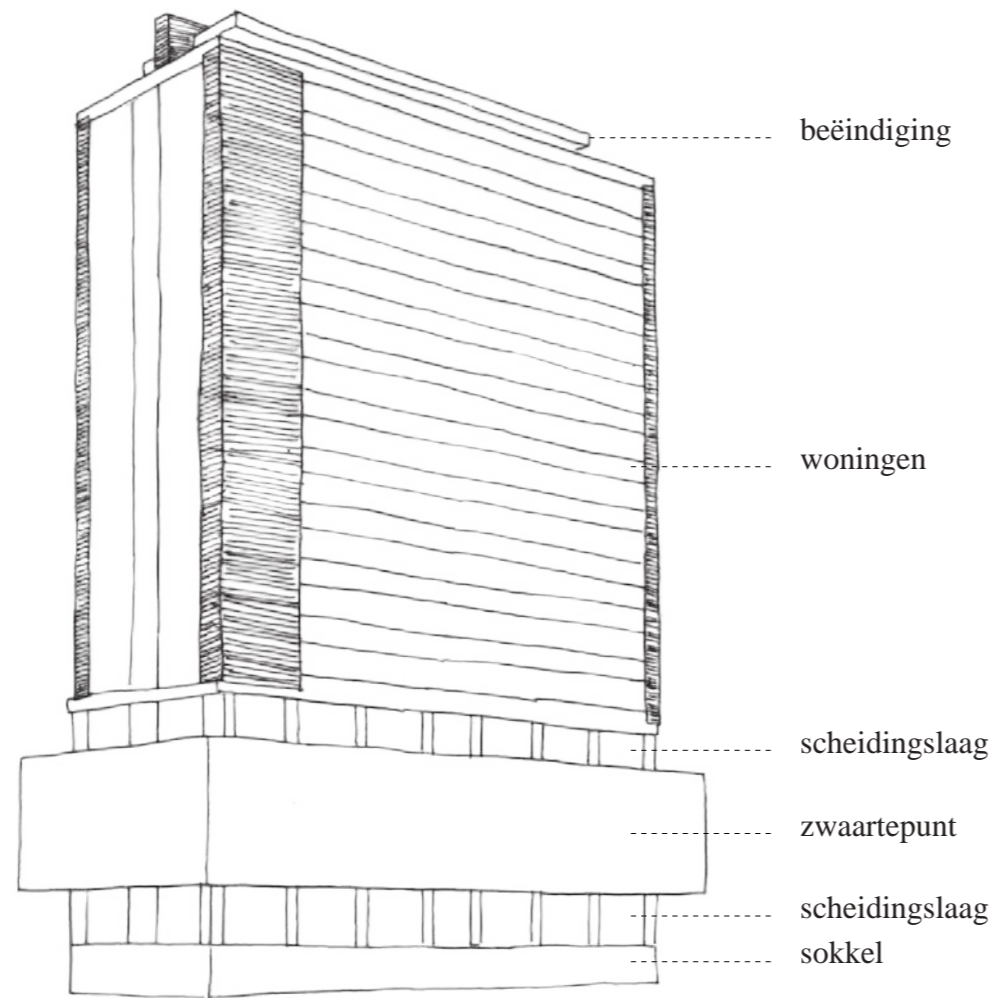 beëindiging
woningen
scheidingslaag
zwaartepunt
scheidingslaag
sokkel